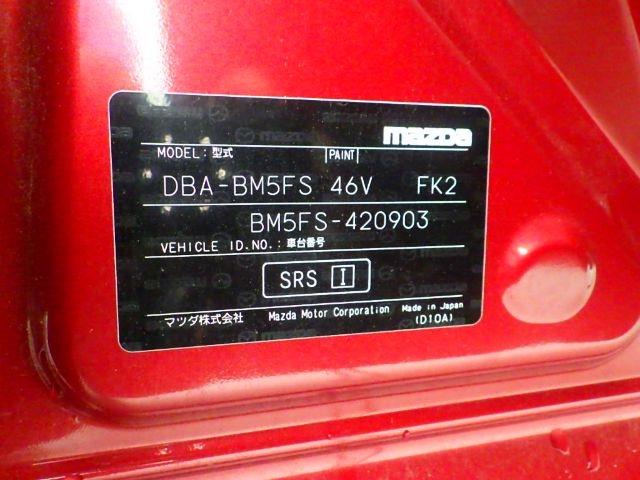 mazda
MODEL: 型式 PAINT
DBA-BM5FS 46V FK2
BM5FS-420903
VEHICLE ID.NO.: 車台番号
SRS I
マツダ株式会社 Mazda Motor Corporation Made in Japan
(D10A)